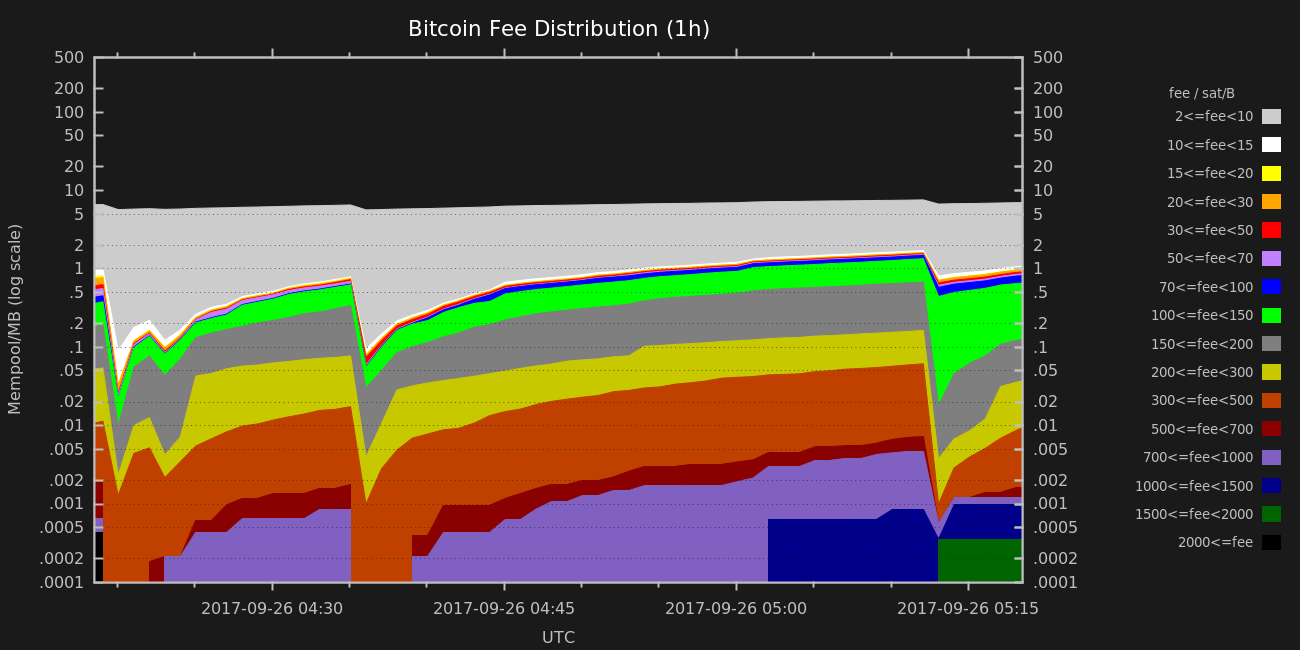 Bitcoin Fee Distribution (1h)
500 500
200 200
100 100
50 50
20 20
10 10
5 5
2 2
1 1
.5 .5
.2 .2
.1 .1
.05 .05
.02 .02
.01 .01
.005 .005
.002 .002
.001 .001
.0005 .0005
.0002 .0002
.0001 .0001
Mempool/MB (log scale)
2017-09-26 04:30 2017-09-26 04:45 2017-09-26 05:00 2017-09-26 05:15
UTC
fee / sat/B
2<=fee<10
10<=fee<15
15<=fee<20
20<=fee<30
30<=fee<50
50<=fee<70
70<=fee<100
100<=fee<150
150<=fee<200
200<=fee<300
300<=fee<500
500<=fee<700
700<=fee<1000
1000<=fee<1500
1500<=fee<2000
2000<=fee